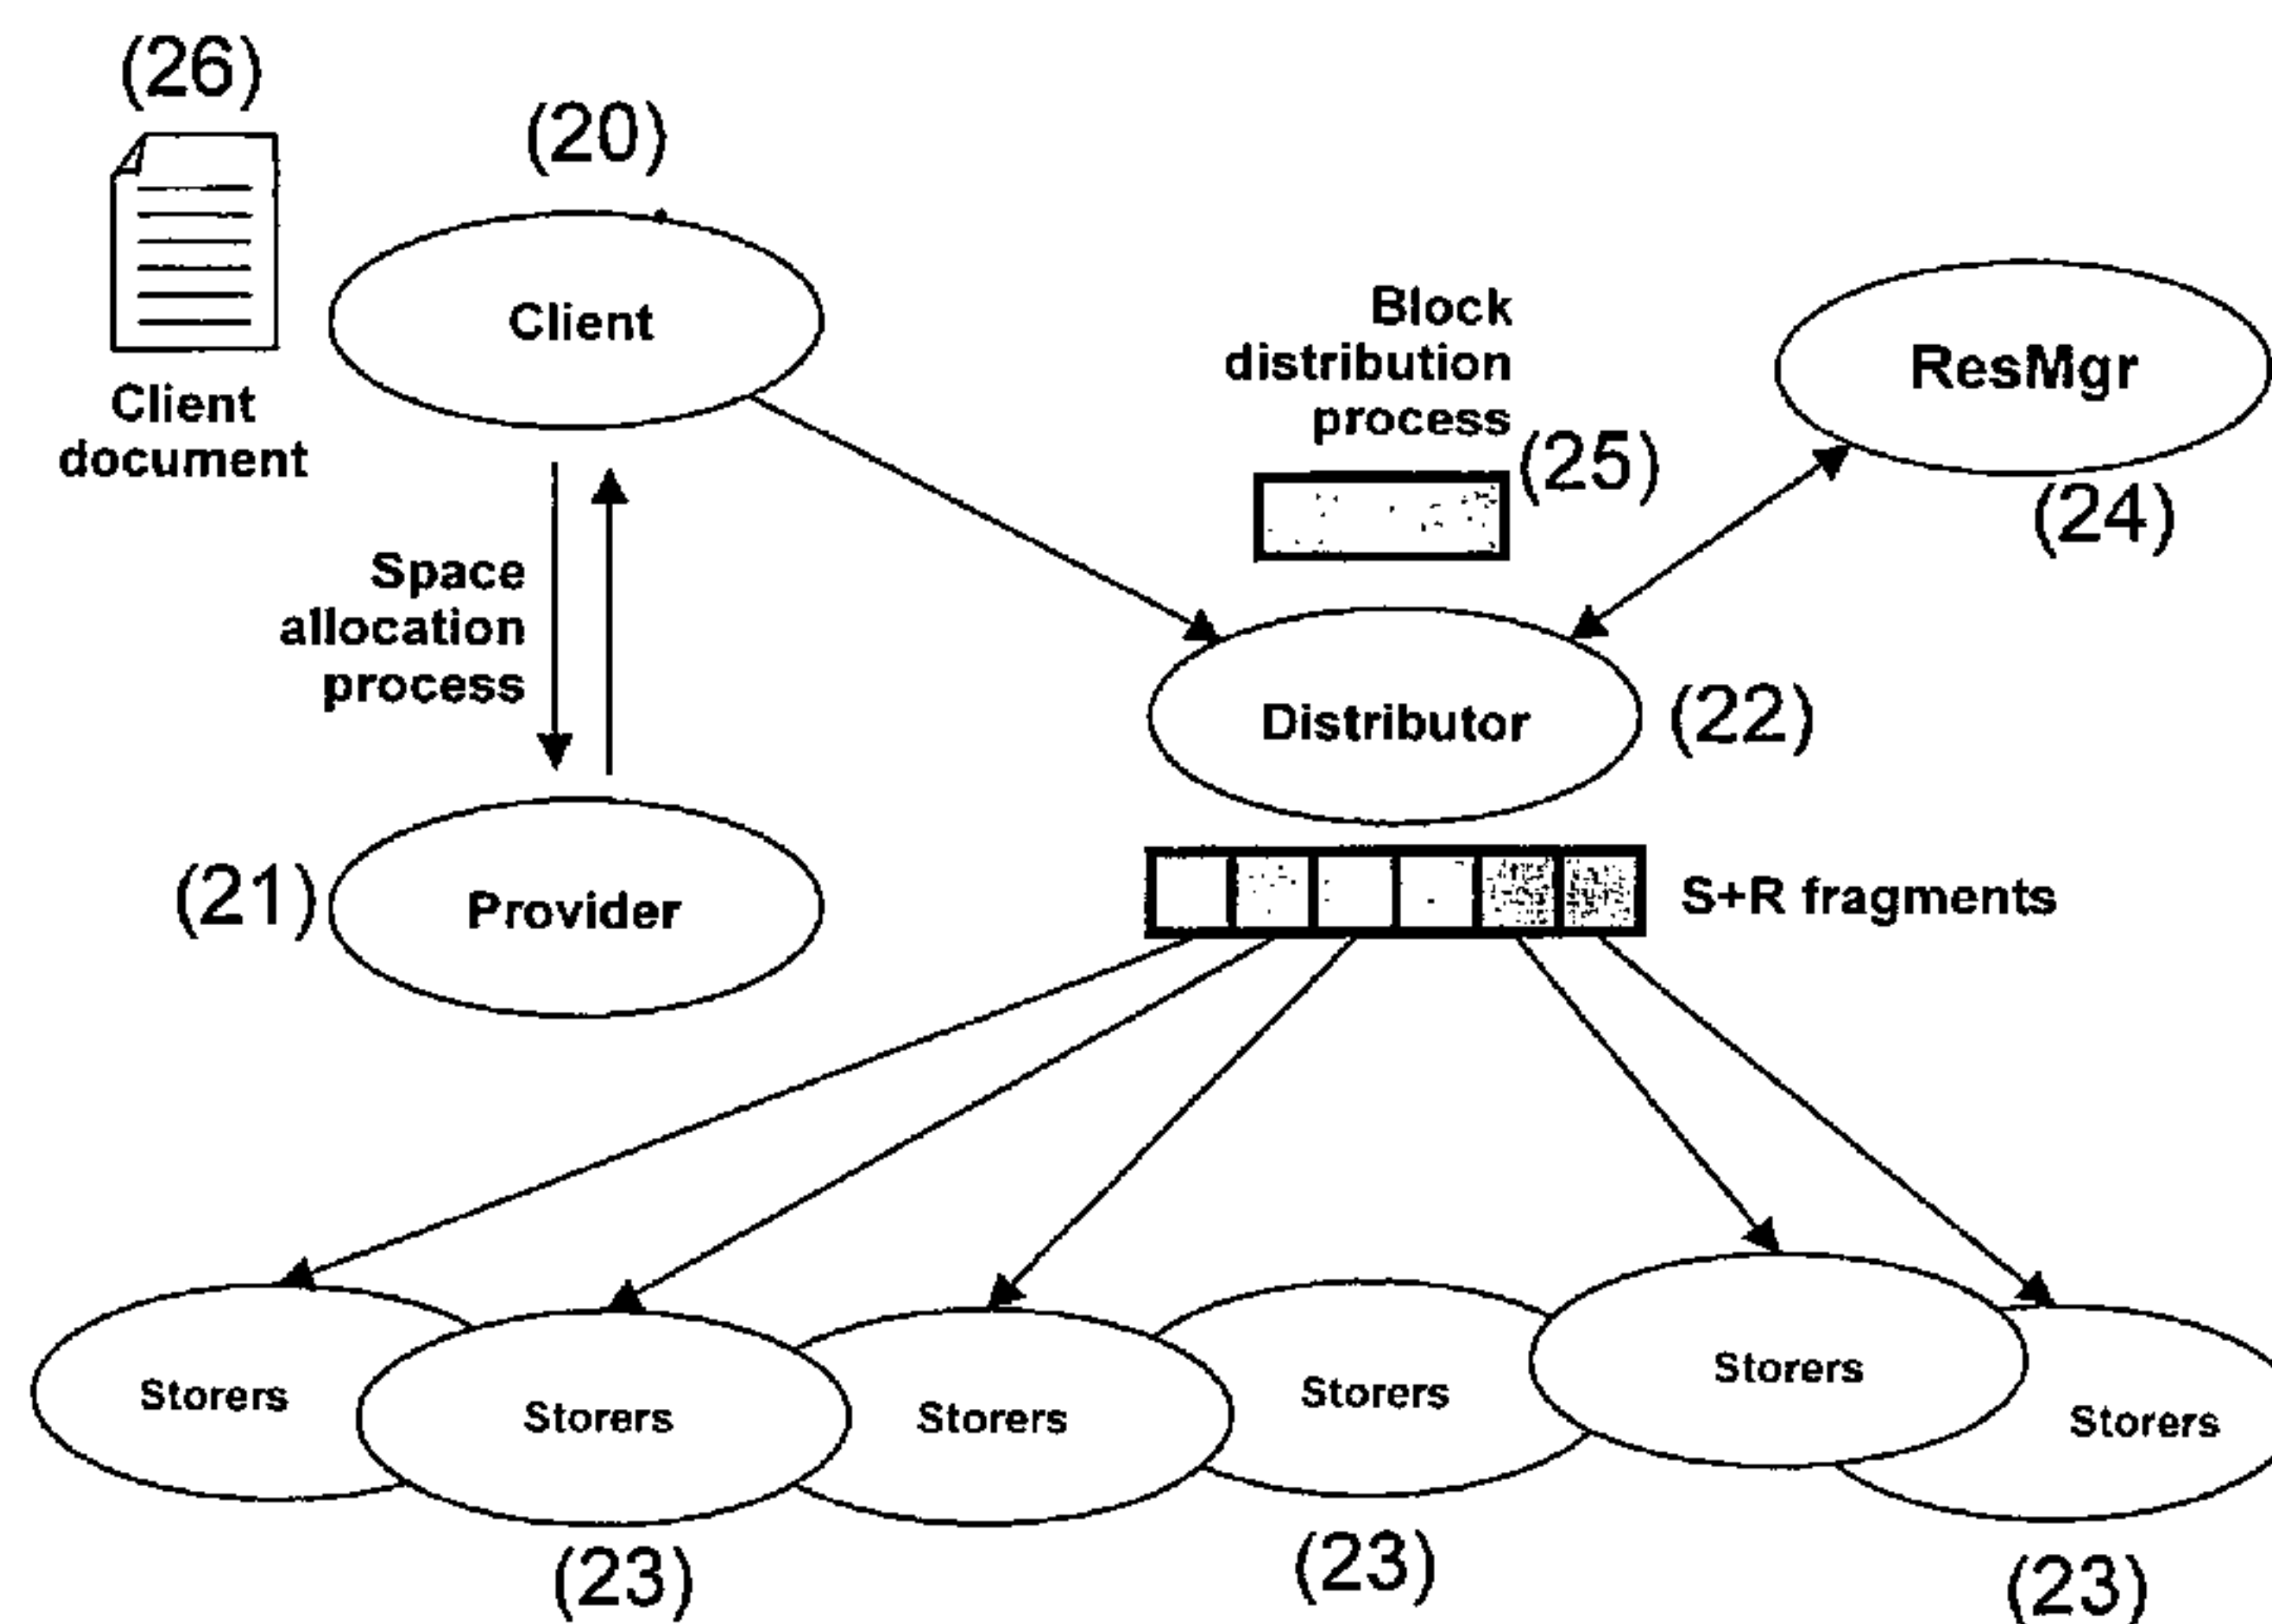 (26)
(20)
Client
Client
document
Block
distribution
process
(25)
ResMgr
(24)
Space
allocation
process
Distributor
(22)
(21)
Provider
S+R fragments
Storers
Storers
Storers
Storers
Storers
Storers
(23)
(23)
(23)